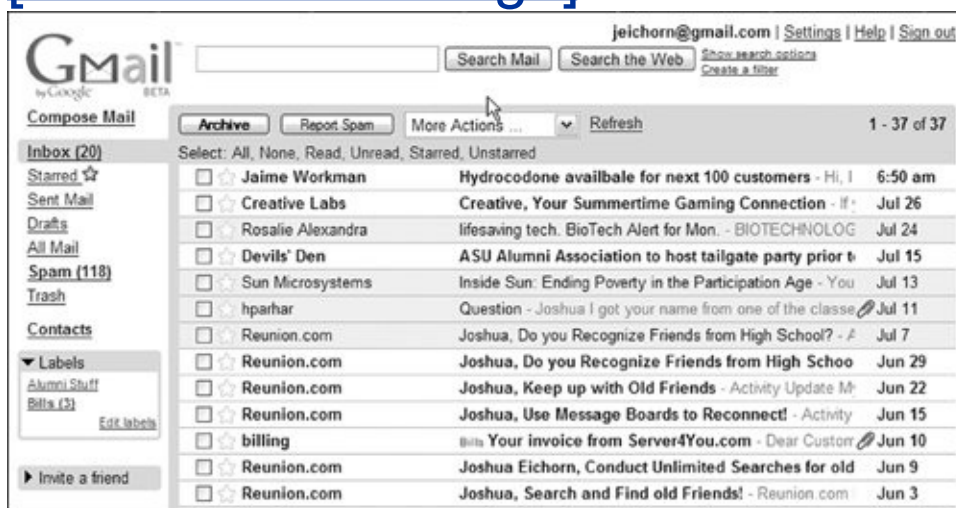 jeichorn@gmail.com | Settings | Help | Sign out
GMail
by Google BETA
Search Mail Search the Web Show search options
Create a filter
Compose Mail
Archive Report Spam More Actions ... Refresh 1 - 37 of 37
Inbox (20) Select: All, None, Read, Unread, Starred, Unstarred
Starred Jaime Workman Hydrocodone availbale for next 100 customers - Hi, I 6:50 am
Sent Mail Creative Labs Creative, Your Summertime Gaming Connection - If Jul 26
Drafts Rosalie Alexandra lifesaving tech. BioTech Alert for Mon. - BIOTECHNOLOG Jul 24
All Mail Devils' Den ASU Alumni Association to host tailgate party prior t Jul 15
Spam (118) Sun Microsystems Inside Sun: Ending Poverty in the Participation Age - You Jul 13
Trash hparhar Question - Joshua I got your name from one of the classe Jul 11
Contacts Reunion.com Joshua, Do you Recognize Friends from High School? - A Jul 7
Labels Reunion.com Joshua, Do you Recognize Friends from High Schoo Jun 29
Alumni Stuff Reunion.com Joshua, Keep up with Old Friends - Activity Update M Jun 22
Bills (3) Reunion.com Joshua, Use Message Boards to Reconnect! - Activity Jun 15
Edit labels billing Bills Your invoice from Server4You.com - Dear Custom Jun 10
Invite a friend Reunion.com Joshua Eichorn, Conduct Unlimited Searches for old Jun 9
Reunion.com Joshua, Search and Find old Friends! - Reunion.com Jun 3